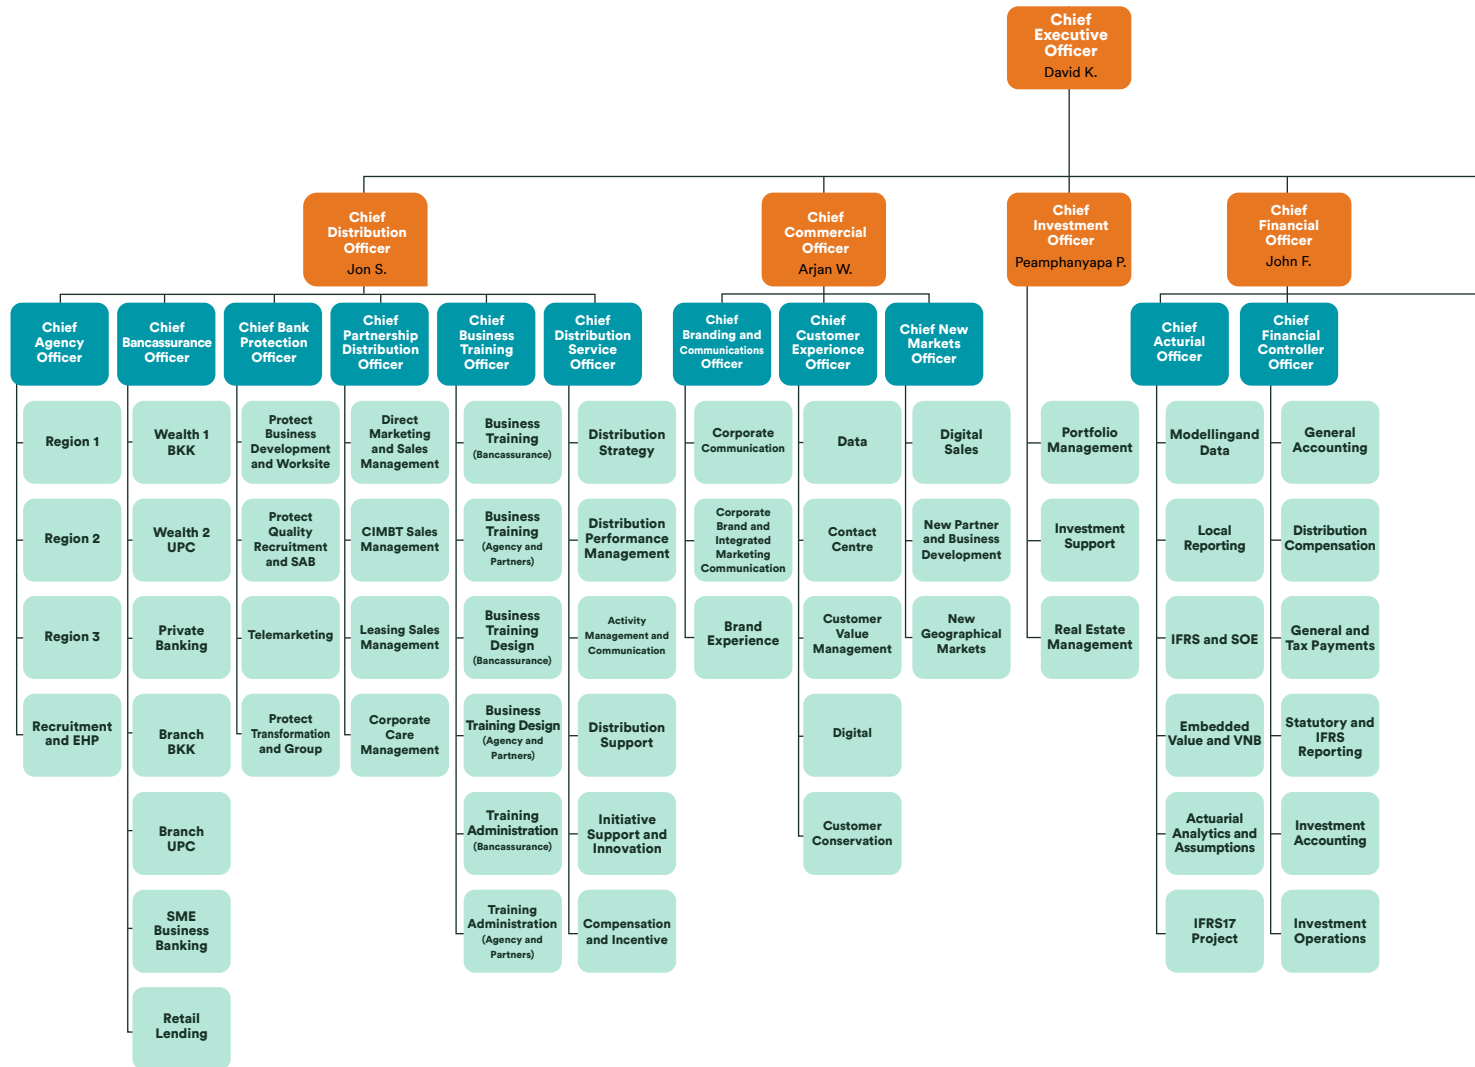 Chief
Executive
Officer
David K.
Chief
Distribution
Officer
Jon S.
Chief
Commercial
Officer
Arjan W.
Chief
Investment
Officer
Peamphanyapa P.
Chief
Financial
Officer
John F.
Chief
Agency
Officer
Chief
Bancassurance
Officer
Chief Bank
Protection
Officer
Chief
Partnership
Distribution
Officer
Chief
Business
Training
Officer
Chief
Distribution
Service
Officer
Chief
Branding and
Communications
Officer
Chief
Customer
Experionce
Officer
Chief New
Markets
Officer
Chief
Acturial
Officer
Chief
Financial
Controller
Officer
Region 1
Wealth 1
BKK
Protect
Business
Development
and Worksite
Direct
Marketing
and Sales
Management
Business
Training
(Bancassurance)
Distribution
Strategy
Corporate
Communication
Data
Digital
Sales
Portfolio
Management
Modellingand
Data
General
Accounting
Region 2
Wealth 2
UPC
Protect
Quality
Recruitment
and SAB
CIMBT Sales
Management
Business
Training
(Agency and
Partners)
Distribution
Performance
Management
Corporate
Brand and
Integrated
Marketing
Communication
Contact
Centre
New Partner
and Business
Development
Investment
Support
Local
Reporting
Distribution
Compensation
Region 3
Private
Banking
Telemarketing
Leasing Sales
Management
Business
Training
Design
(Bancassurance)
Activity
Management and
Communication
Brand
Experience
Customer
Value
Management
New
Geographical
Markets
Real Estate
Management
IFRS and SOE
General and
Tax Payments
Recruitment
and EHP
Branch
BKK
Protect
Transformation
and Group
Corporate
Care
Management
Business
Training Design
(Agency and
Partners)
Distribution
Support
Digital
Embedded
Value and VNB
Statutory and
IFRS
Reporting
Branch
UPC
Training
Administration
(Bancassurance)
Initiative
Support and
Innovation
Customer
Conservation
Actuarial
Analytics and
Assumptions
Investment
Accounting
SME
Business
Banking
Training
Administration
(Agency and
Partners)
Compensation
and Incentive
IFRS17
Project
Investment
Operations
Retail
Lending